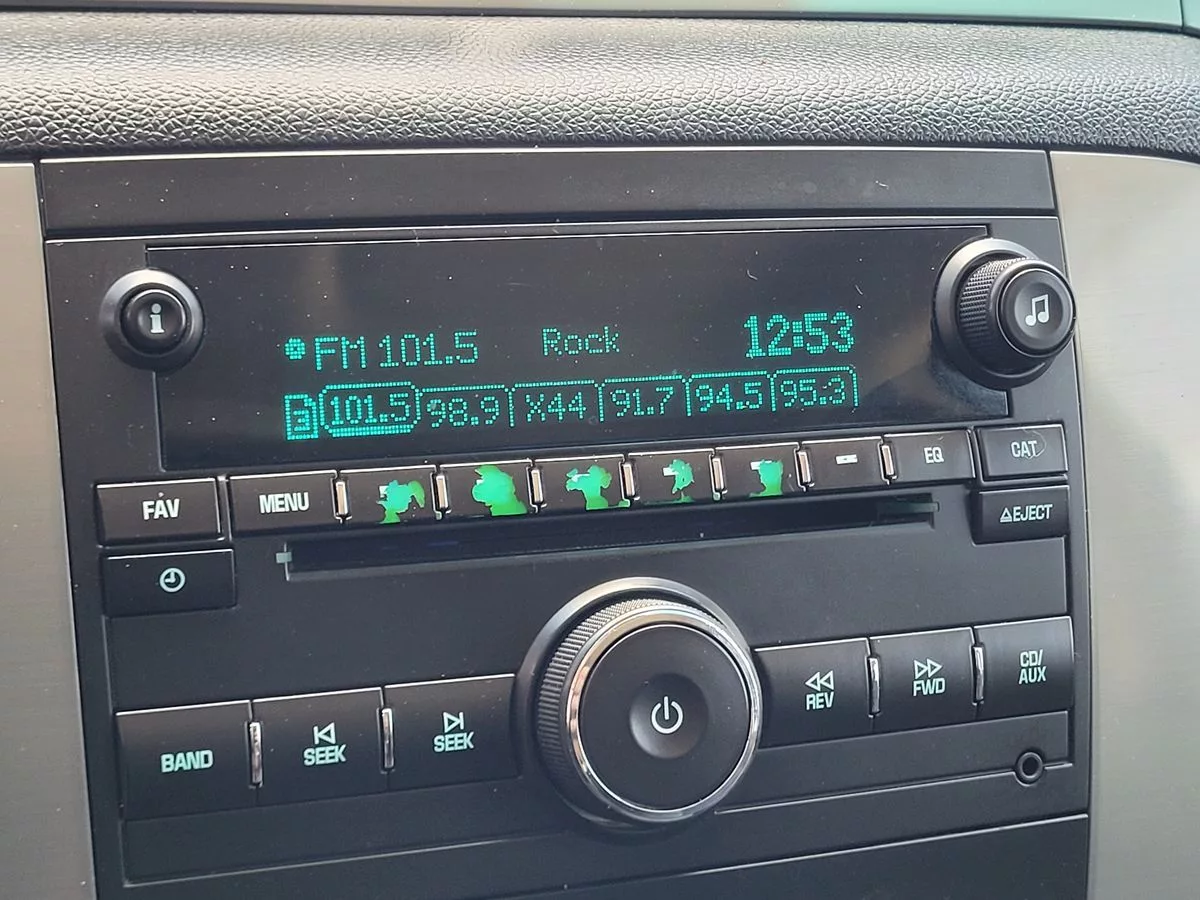 i
FM 101.5 Rock 12:53
3 101.5 98.9 X44 91.7 94.5 95.3
FAV MENU EQ CAT
EJECT
BAND SEEK SEEK REV FWD CD/
AUX